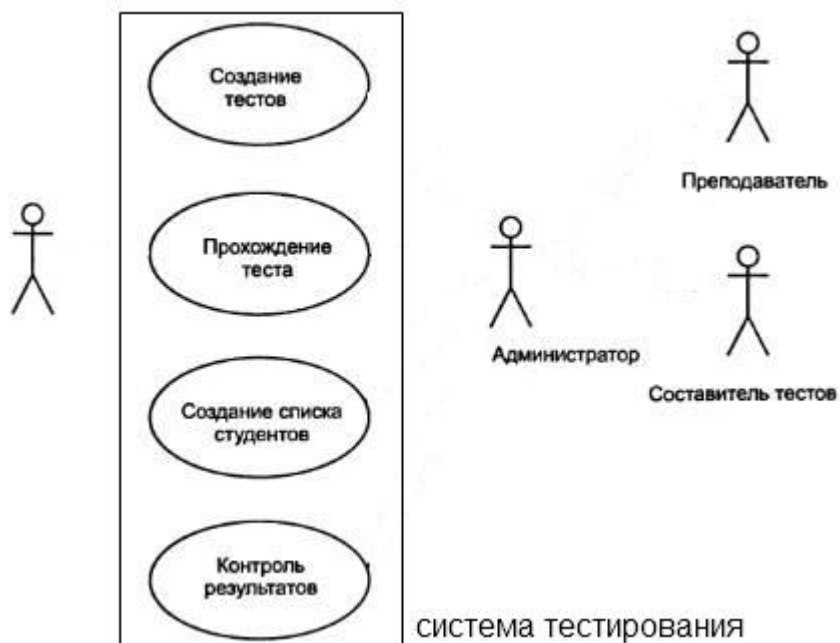 Создание
тестов
Преподаватель
Прохождение
теста
Администратор
Составитель тестов
Создание списка
студентов
Контроль
результатов
система тестирования